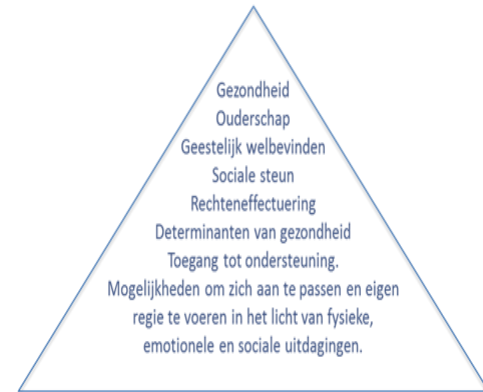 Gezondheid
Ouderschap
Geestelijk welbevinden
Sociale steun
Rechteneffectuering
Determinanten van gezondheid
Toegang tot ondersteuning.
Mogelijkheden om zich aan te passen en eigen
regie te voeren in het licht van fysieke,
emotionele en sociale uitdagingen.